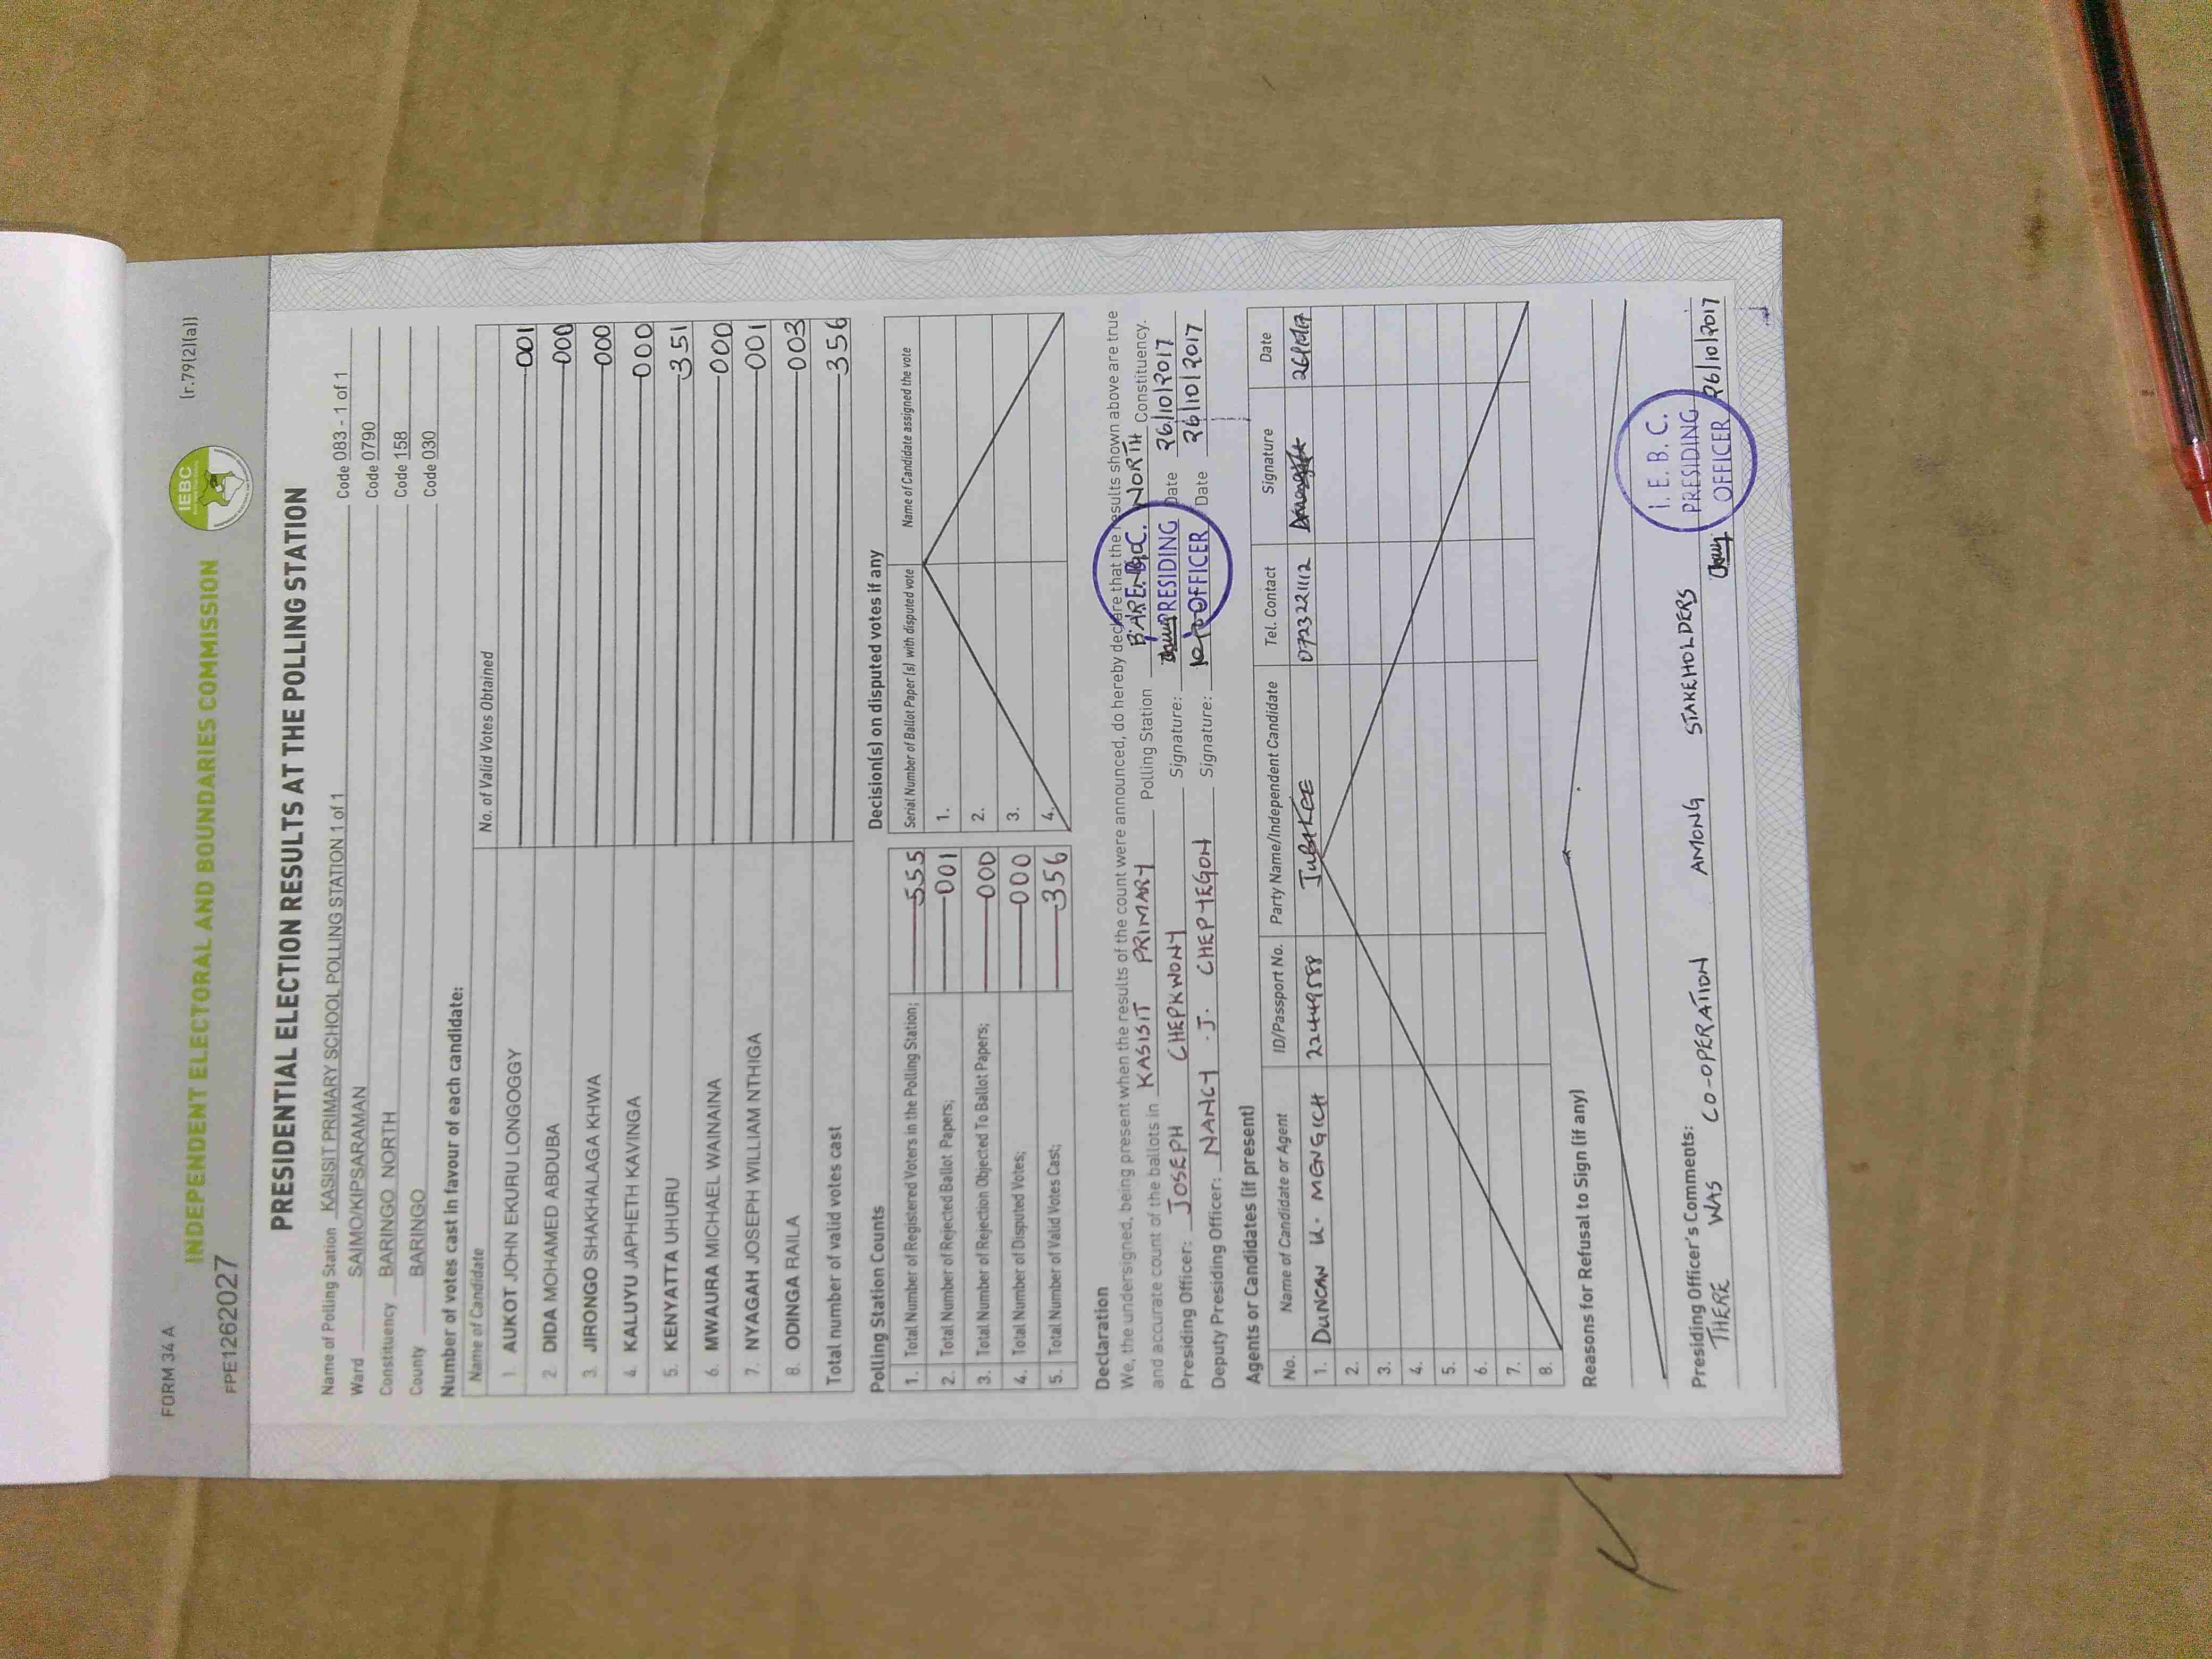 FORM 34 A
(r.79(2)(a))
INDEPENDENT ELECTORAL AND BOUNDARIES COMMISSION
IEBC
FPE1262027
PRESIDENTIAL ELECTION RESULTS AT THE POLLING STATION
Name of Polling Station KASISIT PRIMARY SCHOOL POLLING STATION 1 of 1 Code 083 - 1 of 1
Ward SAIMO/KIPSARAMAN Code 0790
Constituency BARINGO NORTH Code 158
County BARINGO Code 030
Number of votes cast in favour of each candidate:
Name of Candidate No. of Valid Votes Obtained
1 AUKOT JOHN EKURU LONGOGGY 001
2. DIDA MOHAMED ABDUBA 000
3. JIRONGO SHAKHALAGA KHWA 000
4. KALUYU JAPHETH KAVINGA 000
5. KENYATTA UHURU 351
6. MWAURA MICHAEL WAINAINA 000
7. NYAGAH JOSEPH WILLIAM NTHIGA 001
8. ODINGA RAILA 003
Total number of valid votes cast 356
Polling Station Counts
1. Total Number of Registered Voters in the Polling Station; 555
2. Total Number of Rejected Ballot Papers; 001
3. Total Number of Rejection Objected To Ballot Papers; 000
4. Total Number of Disputed Votes; 000
5. Total Number of Valid Votes Cast; 356
Decision(s) on disputed votes if any
Serial Number of Ballot Paper(s) with disputed vote Name of Candidate assigned the vote
1.
2.
3.
4.
Declaration
We, the undersigned, being present when the results of the count were announced, do hereby declare that the results shown above are true
and accurate count of the ballots in KASISIT PRIMARY Polling Station NORTH Constituency.
Presiding Officer: JOSEPH CHEPKWONY Signature: Date 26/10/2017
Deputy Presiding Officer: NANCY J. CHEPTEGON Signature: Date 26/10/2017
PRESIDING
OFFICER
Agents or Candidates (if present)
No. Name of Candidate or Agent ID/Passport No. Party Name/Independent Candidate Tel. Contact Signature Date
1. DUNCAN K. MENGICH 22449558 JUBILEE 0723221112
2.
3.
4.
5.
6.
7.
8.
Reasons for Refusal to Sign (if any)
Presiding Officer's Comments:
THERE WAS CO-OPERATION AMONG STAKEHOLDERS
26/10/2017
I. E. B. C.
PRESIDING
OFFICER